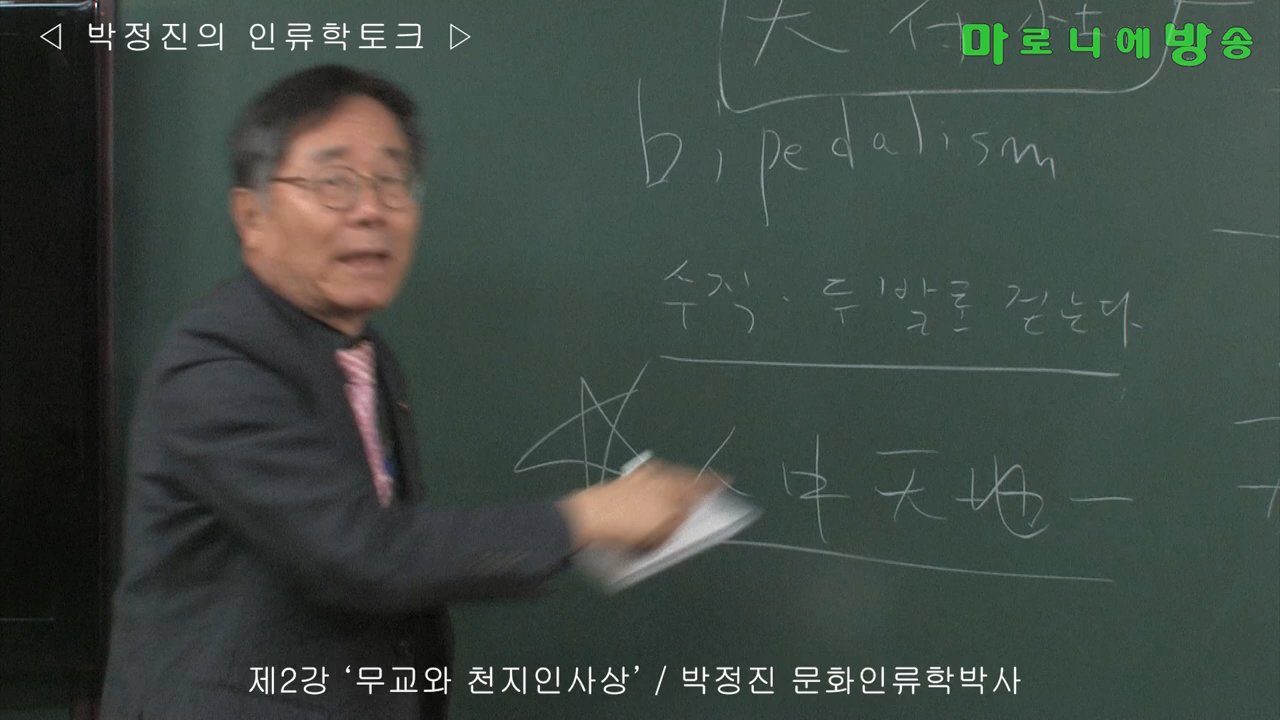 ◁ 박정진의 인류학토크 ▷
마로니에방송
bipedalism
수직. 두 발로 걷는다
人中天地一
제2강 ‘무교와 천지인사상’ / 박정진 문화인류학박사